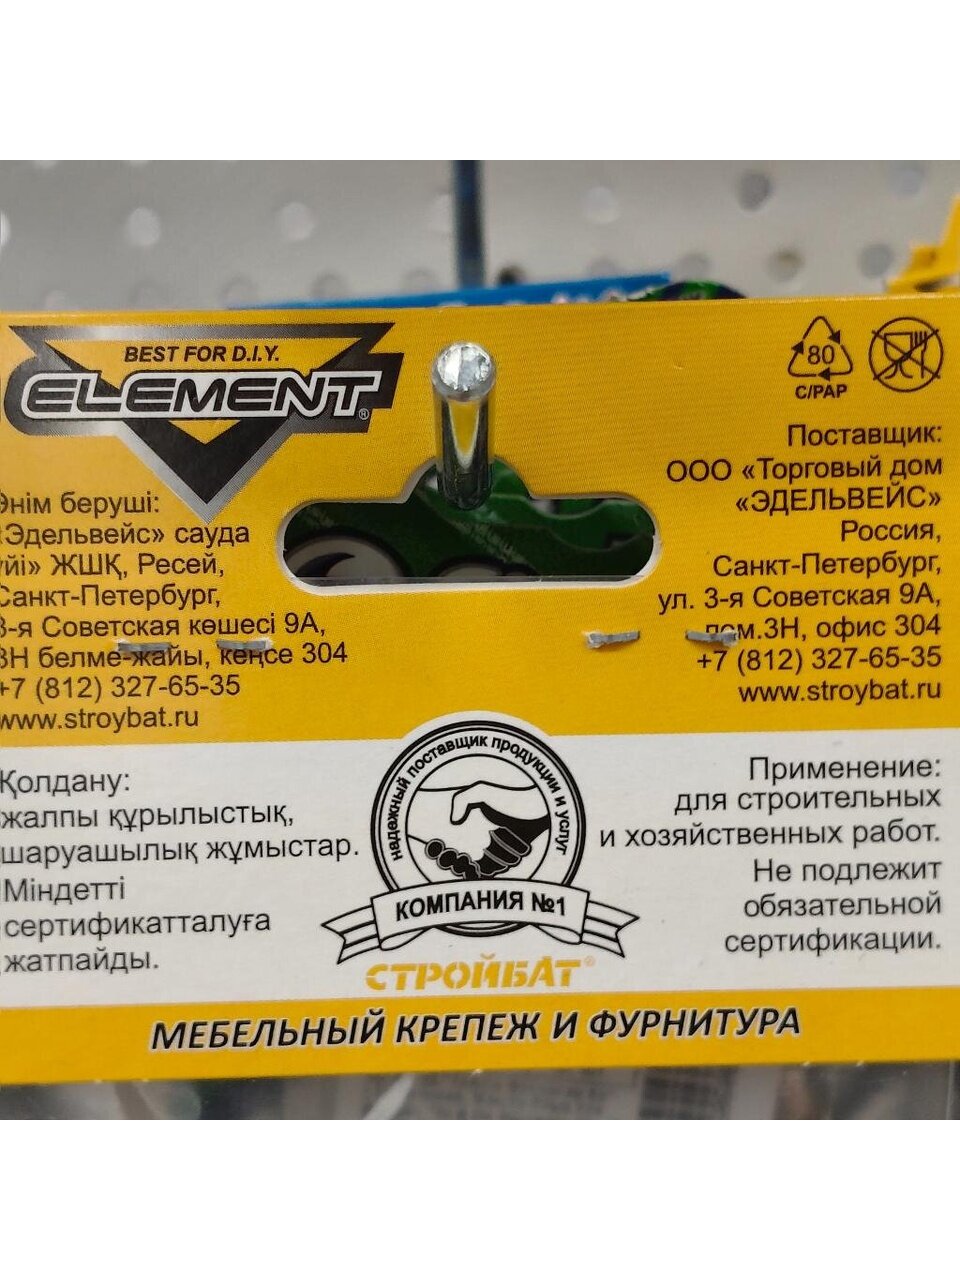 BEST FOR D.I.Y.
ELEMENT®
80
C/PAP
Өнім беруші:
«Эдельвейс» сауда
үйі» ЖШҚ, Ресей,
Санкт-Петербург,
3-я Советская көшесі 9А,
3Н белме-жайы, кеңсе 304
+7 (812) 327-65-35
www.stroybat.ru
Поставщик:
ООО «Торговый дом
«ЭДЕЛЬВЕЙС»
Россия,
Санкт-Петербург,
ул. 3-я Советская 9А,
пом.3Н, офис 304
+7 (812) 327-65-35
www.stroybat.ru
Қолдану:
жалпы құрылыстық,
шаруашылық жұмыстар.
Міндетті
сертификатталуға
жатпайды.
надежный поставщик продукции и услуг
КОМПАНИЯ №1
СТРОЙБАТ®
Применение:
для строительных
и хозяйственных работ.
Не подлежит
обязательной
сертификации.
МЕБЕЛЬНЫЙ КРЕПЕЖ И ФУРНИТУРА